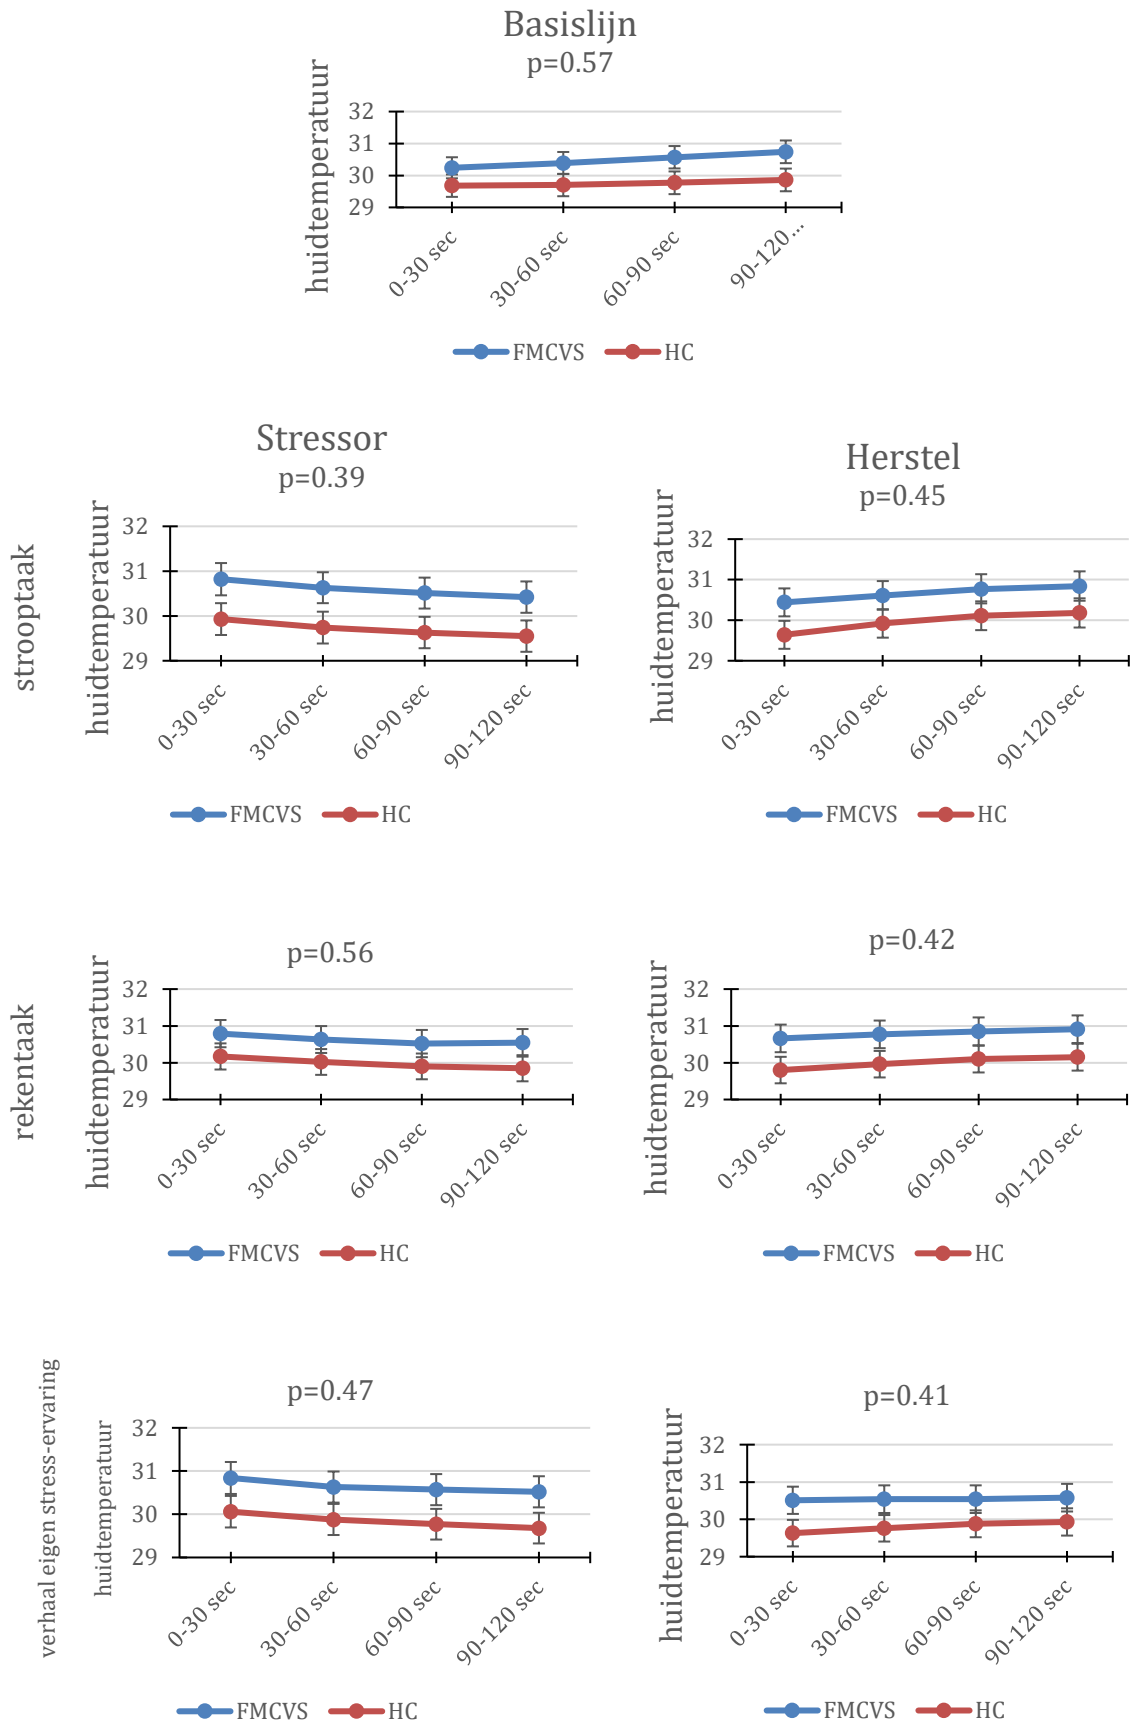 Basislijn
p=0.57
huidtemperatuur
32
31
30
29
0-30 sec
30-60 sec
60-90 sec
90-120...
FMCVS
HC
strooptaak
Stressor
p=0.39
huidtemperatuur
32
31
30
29
0-30 sec
30-60 sec
60-90 sec
90-120 sec
FMCVS
HC
Herstel
p=0.45
huidtemperatuur
32
31
30
29
0-30 sec
30-60 sec
60-90 sec
90-120 sec
FMCVS
HC
rekentaak
p=0.56
huidtemperatuur
32
31
30
29
0-30 sec
30-60 sec
60-90 sec
90-120 sec
FMCVS
HC
p=0.42
huidtemperatuur
32
31
30
29
0-30 sec
30-60 sec
60-90 sec
90-120 sec
FMCVS
HC
verhaal eigen stress-ervaring
p=0.47
huidtemperatuur
32
31
30
29
0-30 sec
30-60 sec
60-90 sec
90-120 sec
FMCVS
HC
p=0.41
huidtemperatuur
32
31
30
29
0-30 sec
30-60 sec
60-90 sec
90-120 sec
FMCVS
HC